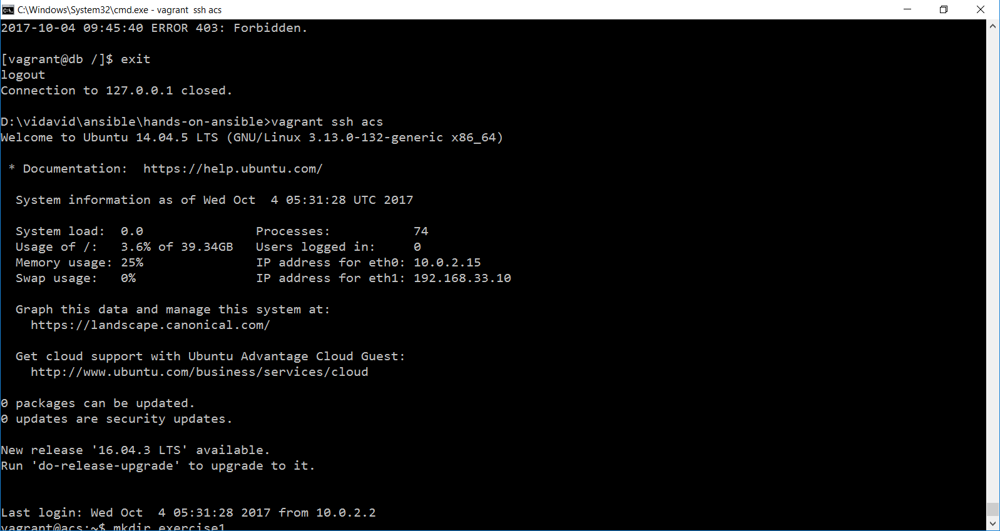 C:\Windows\System32\cmd.exe - vagrant  ssh acs
2017-10-04 09:45:40 ERROR 403: Forbidden.
[vagrant@db /]$ exit
logout
Connection to 127.0.0.1 closed.
D:\vidavid\ansible\hands-on-ansible>vagrant ssh acs
Welcome to Ubuntu 14.04.5 LTS (GNU/Linux 3.13.0-132-generic x86_64)
 * Documentation:  https://help.ubuntu.com/
  System information as of Wed Oct  4 05:31:28 UTC 2017
  System load:  0.0               Processes:           74
  Usage of /:   3.6% of 39.34GB   Users logged in:     0
  Memory usage: 25%               IP address for eth0: 10.0.2.15
  Swap usage:   0%                IP address for eth1: 192.168.33.10
  Graph this data and manage this system at:
    https://landscape.canonical.com/
  Get cloud support with Ubuntu Advantage Cloud Guest:
    http://www.ubuntu.com/business/services/cloud
0 packages can be updated.
0 updates are security updates.
New release '16.04.3 LTS' available.
Run 'do-release-upgrade' to upgrade to it.
Last login: Wed Oct  4 05:31:28 2017 from 10.0.2.2
vagrant@acs:~$ mkdir exercise1